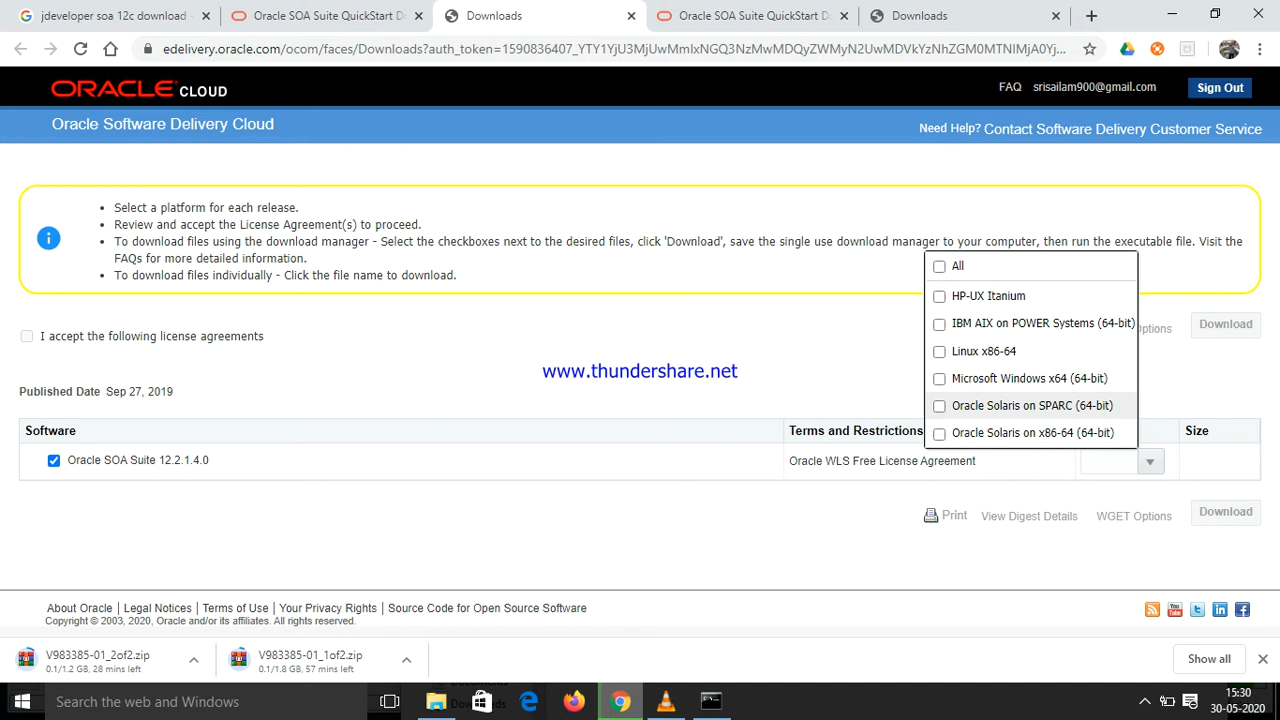 jdeveloper soa 12c download -
Oracle SOA Suite QuickStart D
Downloads
Oracle SOA Suite QuickStart D
Downloads
edelivery.oracle.com/ocom/faces/Downloads?auth_token=1590836407_YTY1YjU3MjUwMmIxNGQ3NzMwMDQyZWMyN2UwMDVkYzNhZGM0MTNlMjA0Yj...
ORACLE CLOUD
FAQ srisailam900@gmail.com Sign Out
Oracle Software Delivery Cloud
Need Help? Contact Software Delivery Customer Service
• Select a platform for each release.
• Review and accept the License Agreement(s) to proceed.
• To download files using the download manager - Select the checkboxes next to the desired files, click 'Download', save the single use download manager to your computer, then run the executable file. Visit the
FAQs for more detailed information.
• To download files individually - Click the file name to download.
All
HP-UX Itanium
IBM AIX on POWER Systems (64-bit)
Linux x86-64
Microsoft Windows x64 (64-bit)
Oracle Solaris on SPARC (64-bit)
Oracle Solaris on x86-64 (64-bit)
I accept the following license agreements
Options Download
www.thundershare.net
Published Date Sep 27, 2019
Software Terms and Restrictions Size
Oracle SOA Suite 12.2.1.4.0 Oracle WLS Free License Agreement
Print View Digest Details WGET Options Download
About Oracle | Legal Notices | Terms of Use | Your Privacy Rights | Source Code for Open Source Software
Copyright © 2003, 2020, Oracle and/or its affiliates. All rights reserved.
V983385-01_2of2.zip
0.1/1.2 GB, 28 mins left
V983385-01_1of2.zip
0.1/1.8 GB, 57 mins left
Show all
Search the web and Windows
15:30
30-05-2020